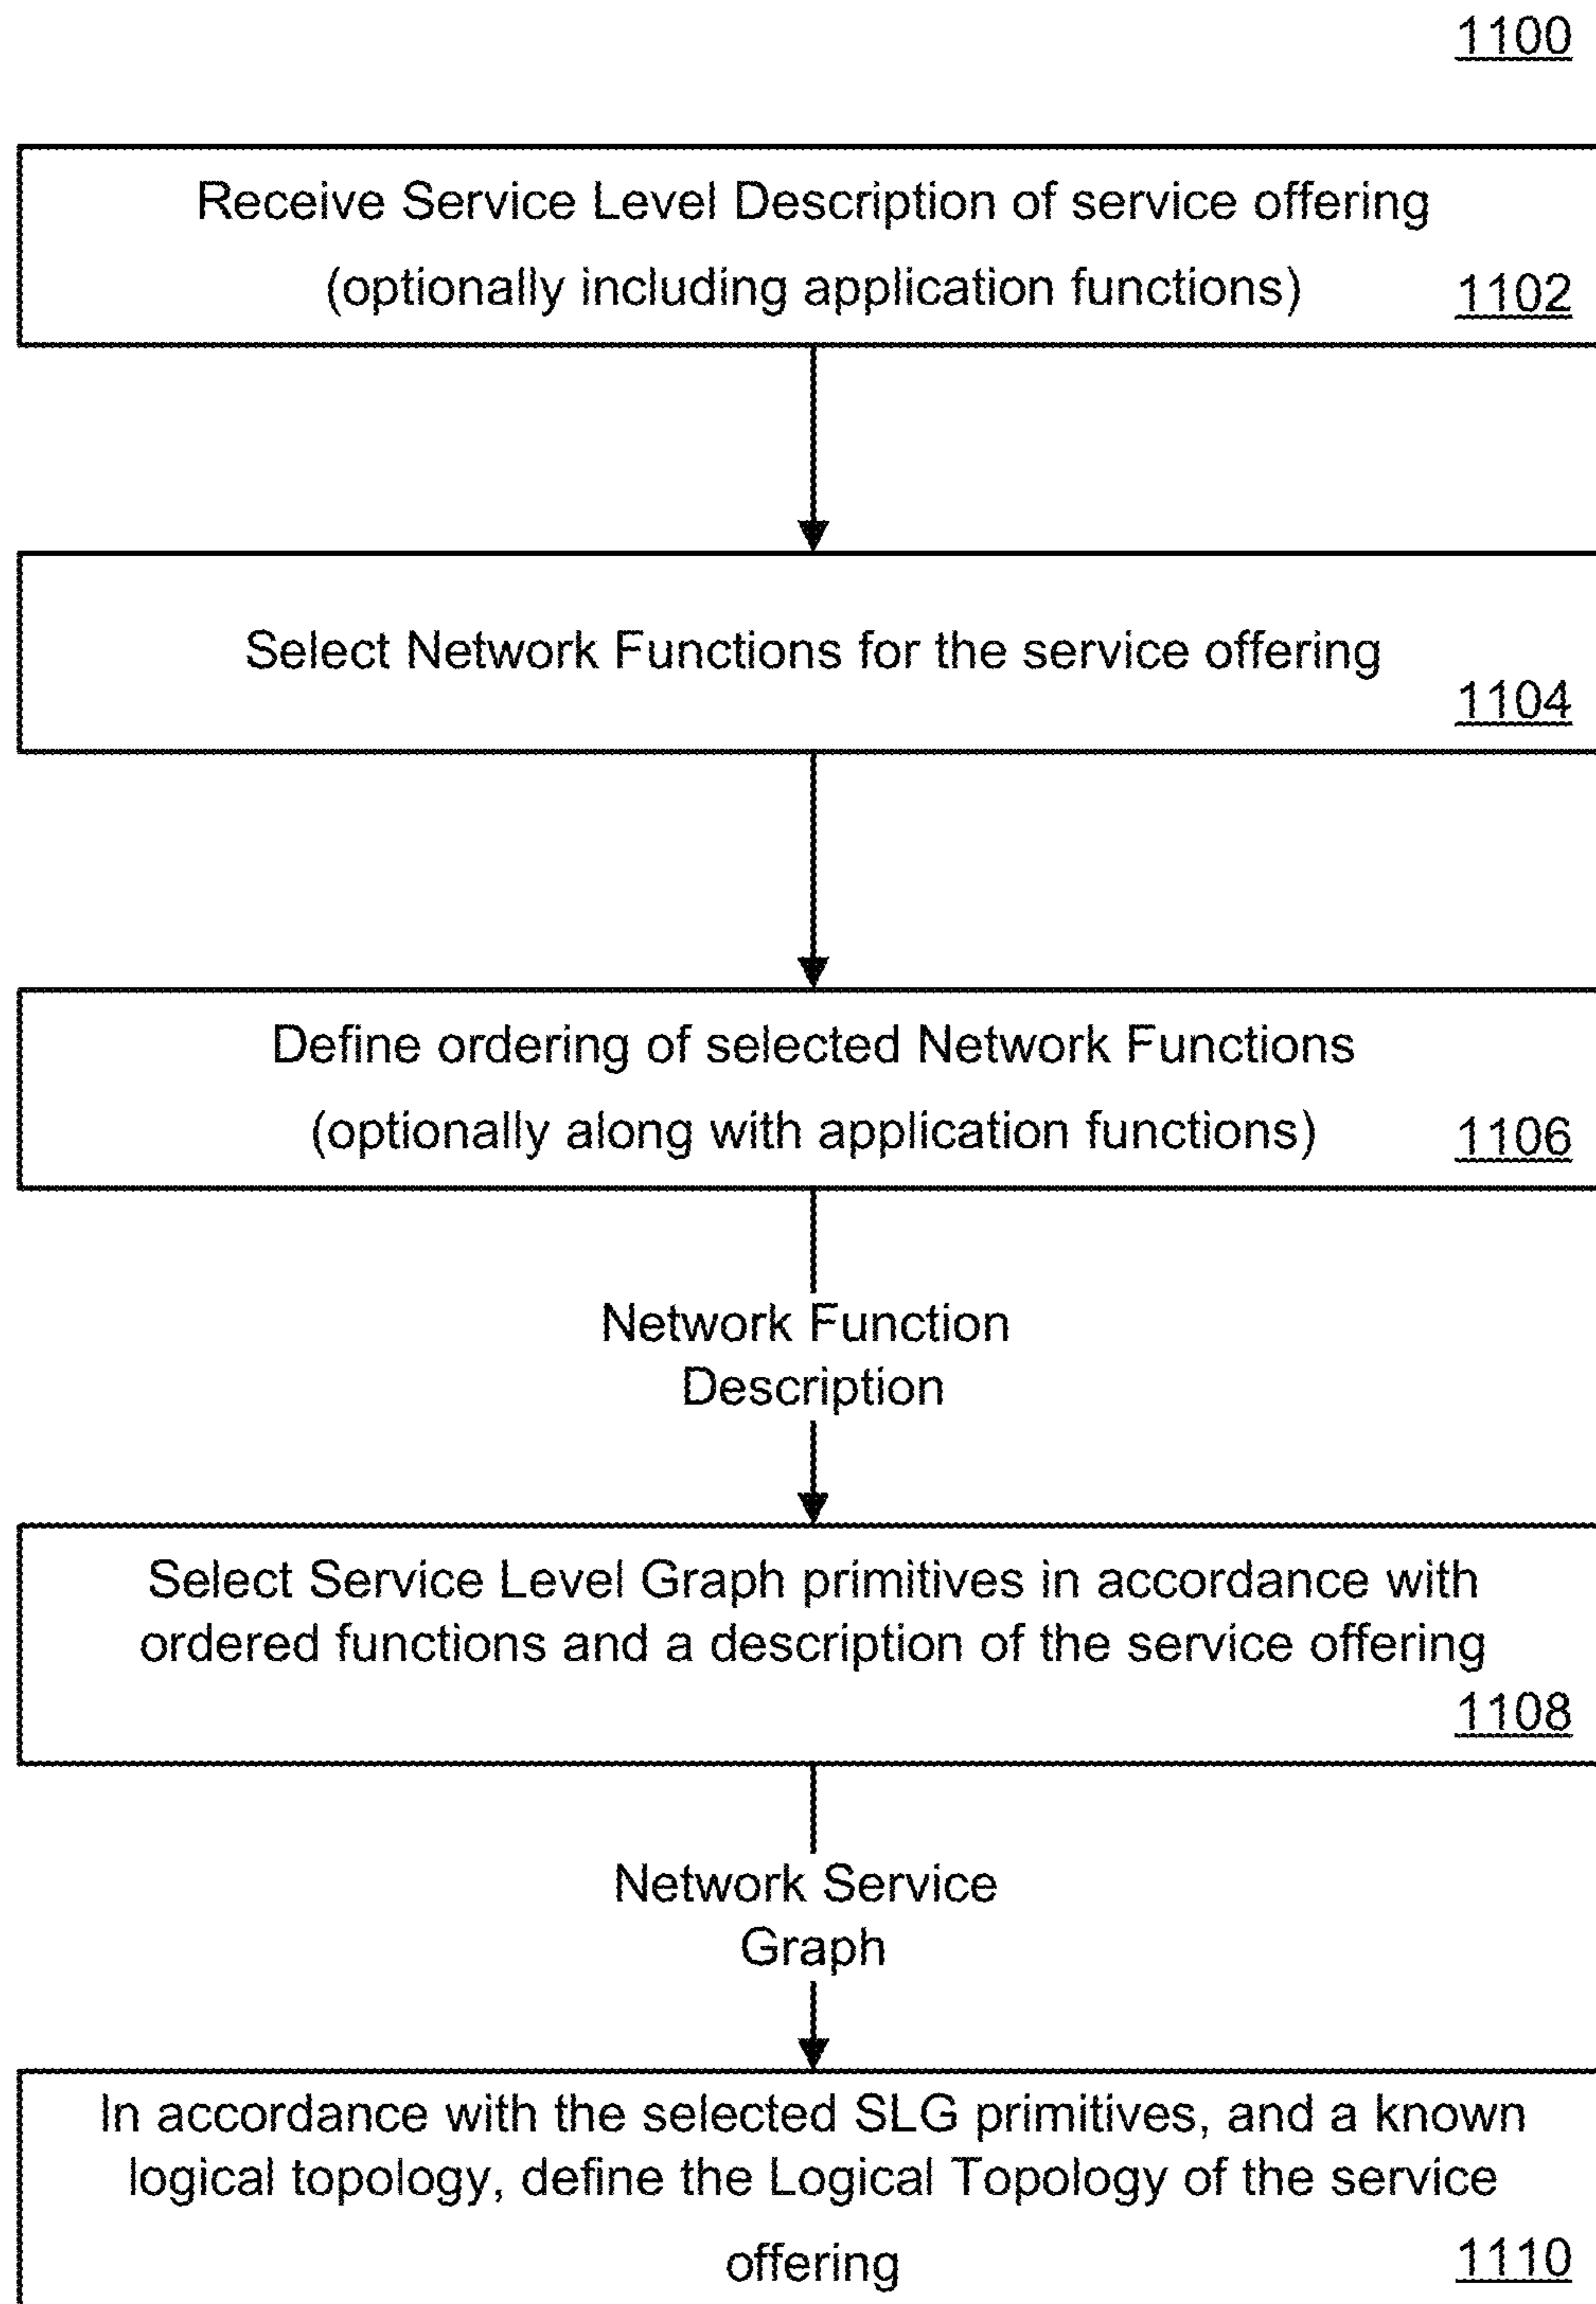 1100
Receive Service Level Description of service offering
(optionally including application functions)
1102
Select Network Functions for the service offering
1104
Define ordering of selected Network Functions
(optionally along with application functions)
1106
Network Function
Description
Select Service Level Graph primitives in accordance with
ordered functions and a description of the service offering
1108
Network Service
Graph
In accordance with the selected SLG primitives, and a known
logical topology, define the Logical Topology of the service
offering
1110